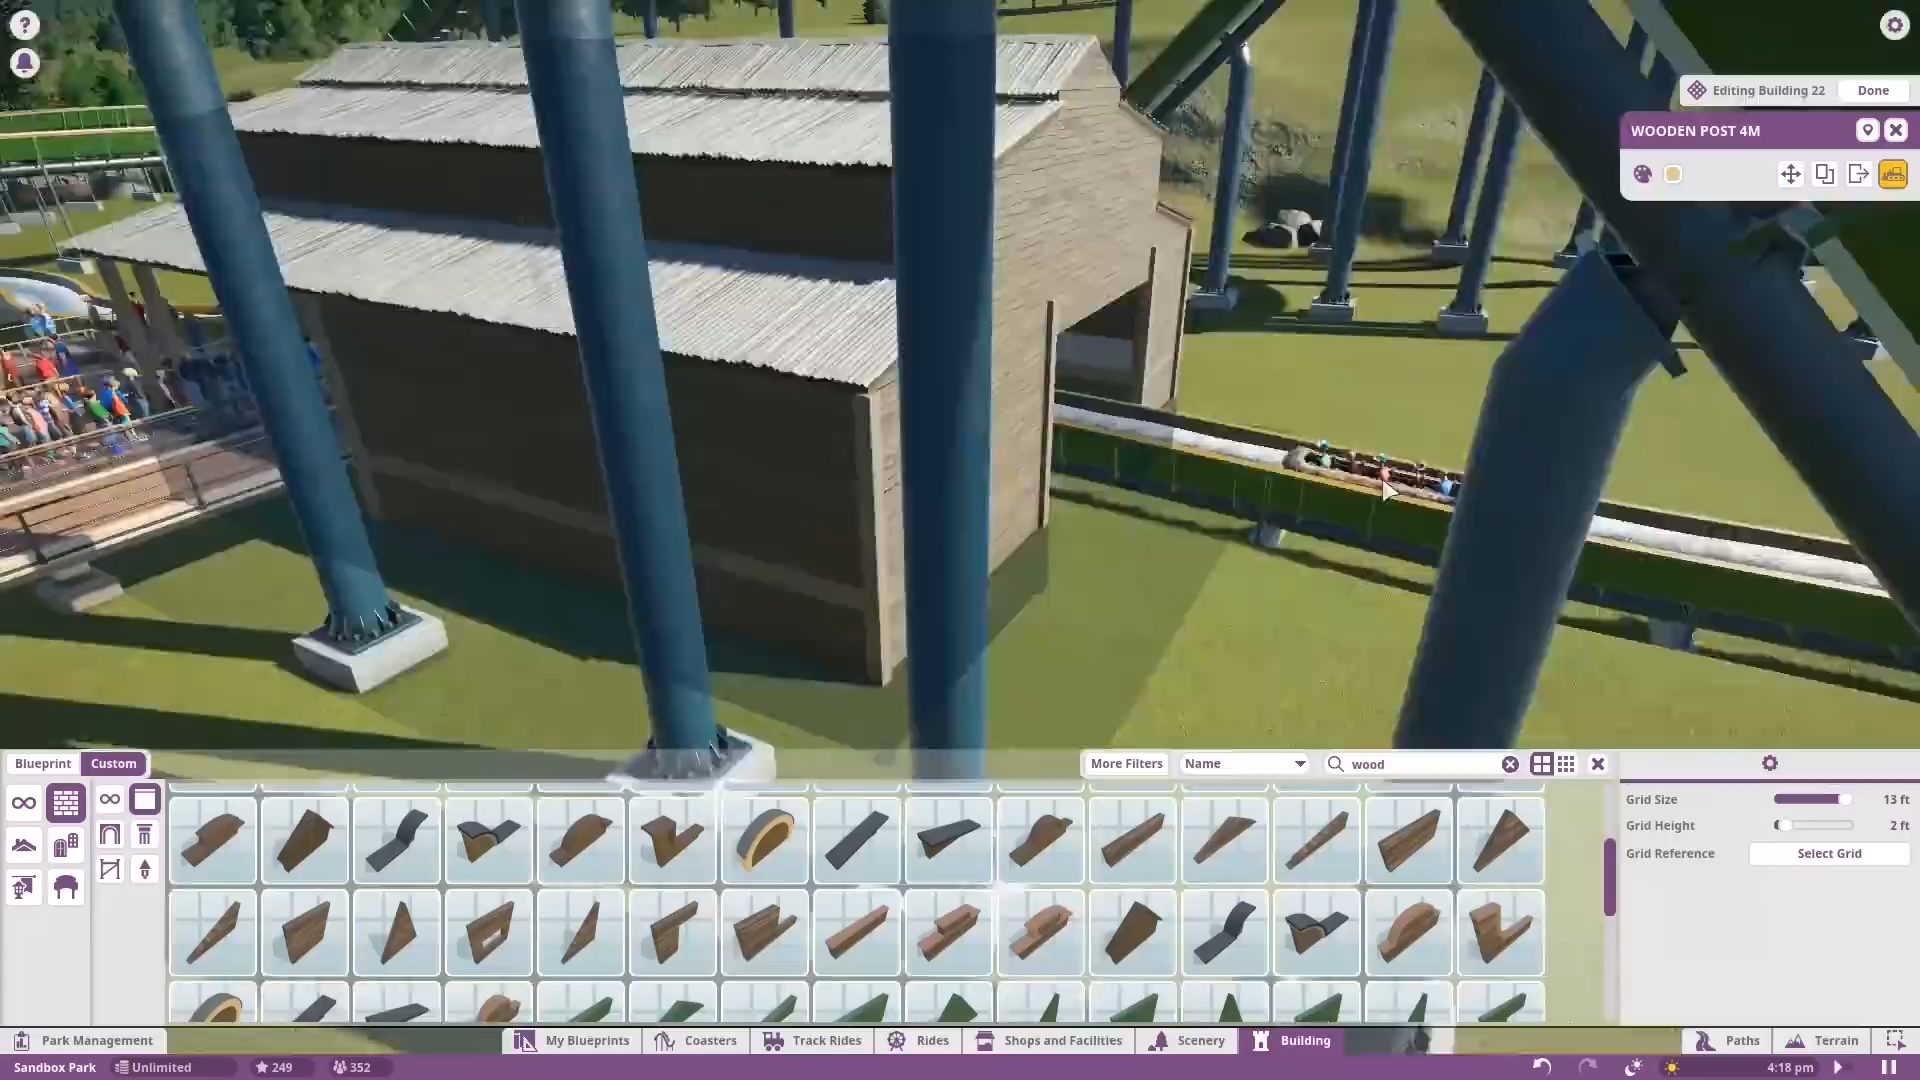 ?
Editing Building 22 Done
WOODEN POST 4M
Blueprint Custom More Filters Name wood
Grid Size 13 ft
Grid Height 2 ft
Grid Reference Select Grid
Park Management My Blueprints Coasters Track Rides Rides Shops and Facilities Scenery Building Paths Terrain
Sandbox Park Unlimited 249 352 4:18 pm